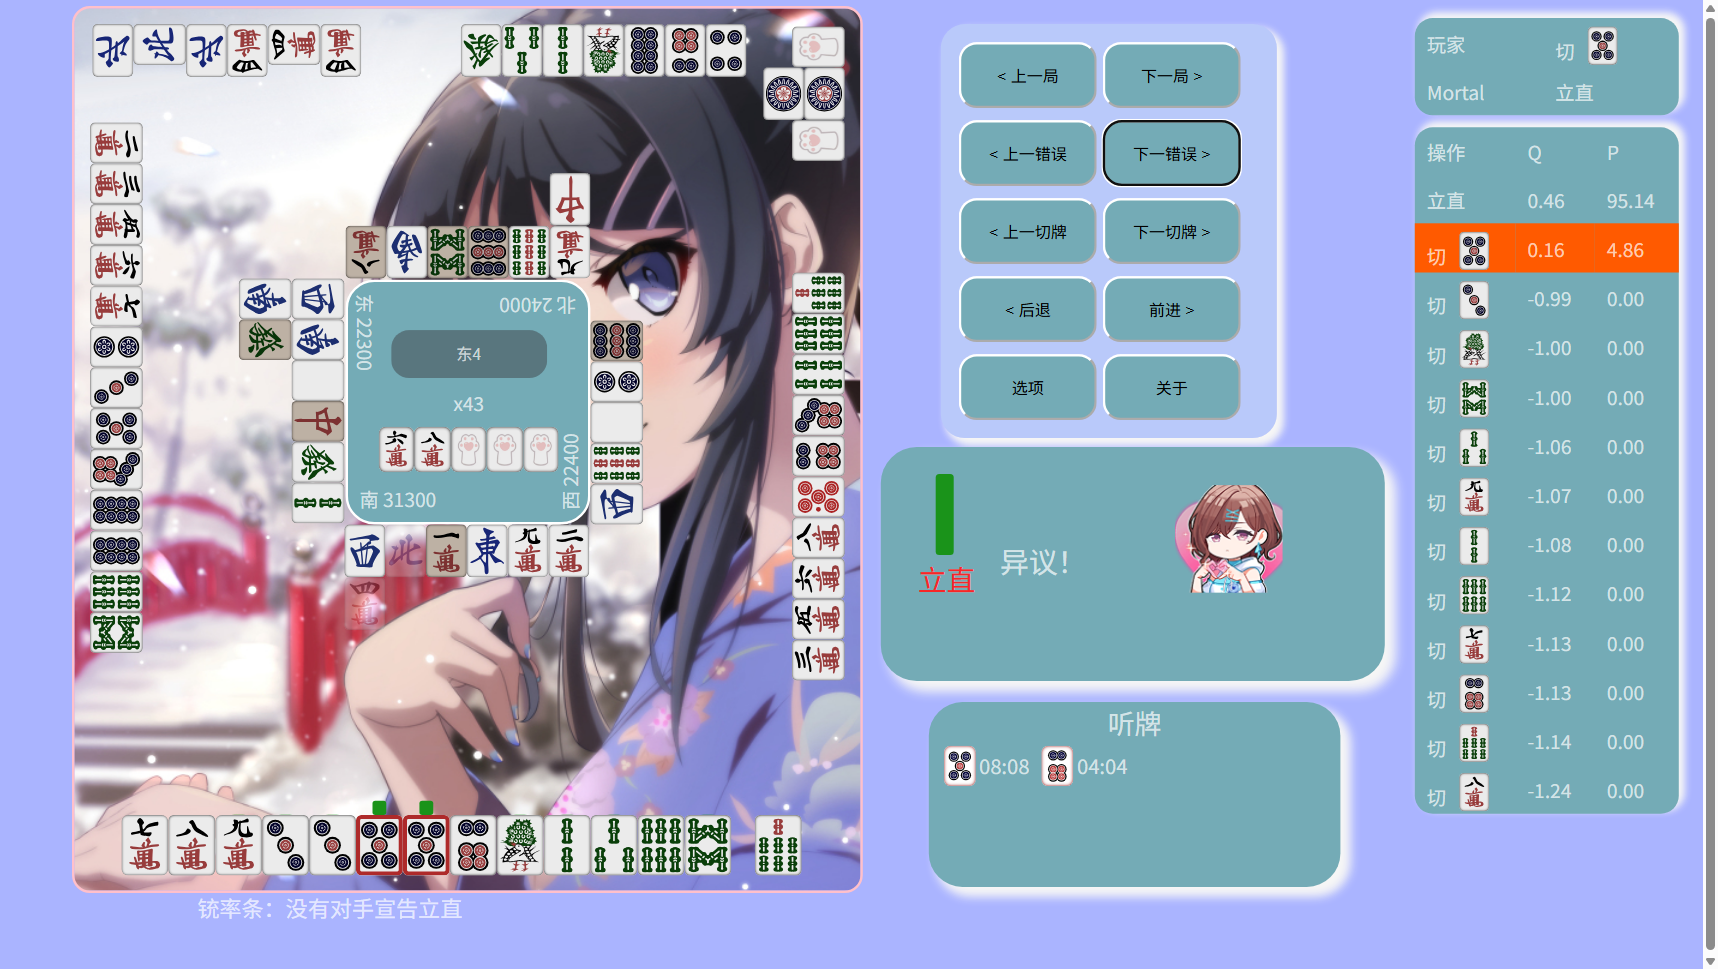 东 22300
北 24000
东4
x43
南 31300
西 22400
铳率条：没有对手宣告立直
< 上一局
下一局 >
< 上一错误
下一错误 >
< 上一切牌
下一切牌 >
< 后退
前进 >
选项
关于
立直
异议！
听牌
08:08
04:04
玩家 切
Mortal 立直
操作 Q P
立直 0.46 95.14
切 0.16 4.86
切 -0.99 0.00
切 -1.00 0.00
切 -1.00 0.00
切 -1.06 0.00
切 -1.07 0.00
切 -1.08 0.00
切 -1.12 0.00
切 -1.13 0.00
切 -1.13 0.00
切 -1.14 0.00
切 -1.24 0.00